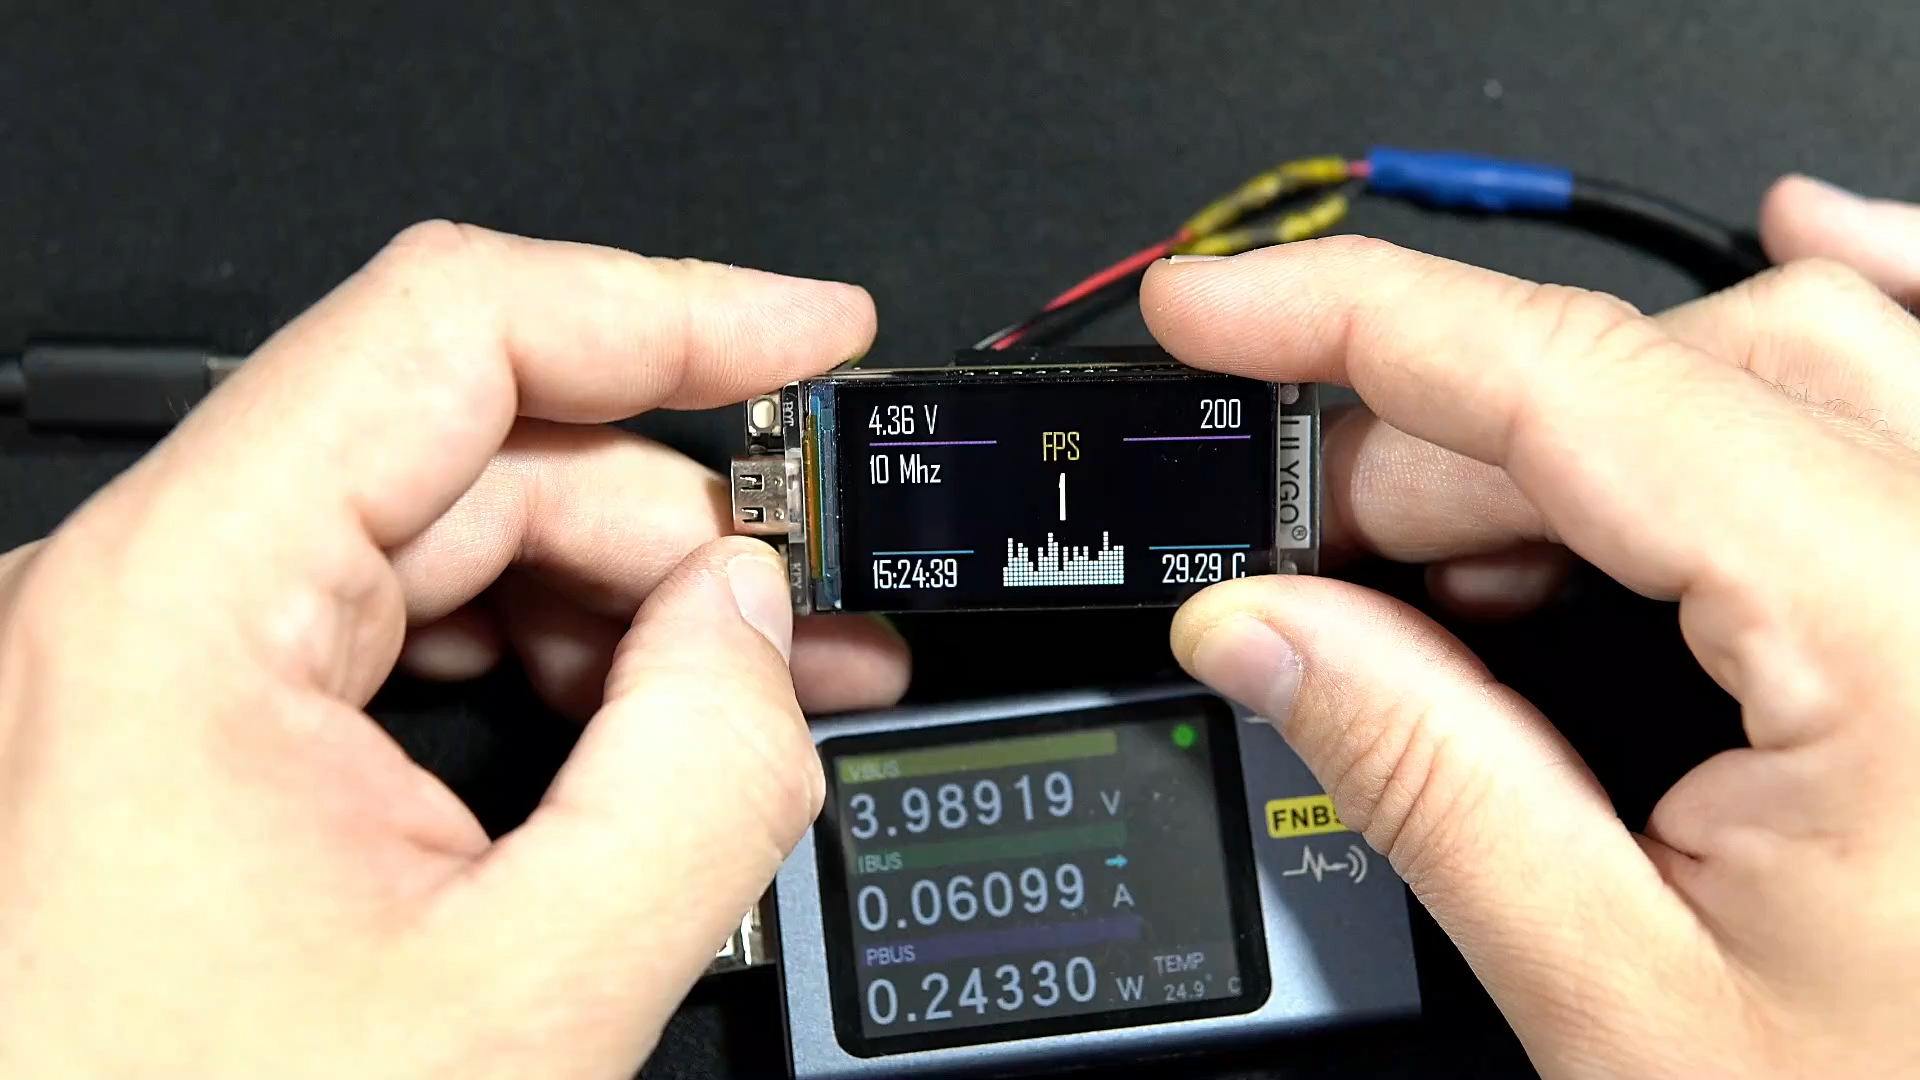 4.36 V
200
FPS
10 Mhz
1
15:24:39
29.29 C
LILYGO®
VBUS
3.98919 V
IBUS
0.06099 A
PBUS
0.24330 W
TEMP
24.9° C